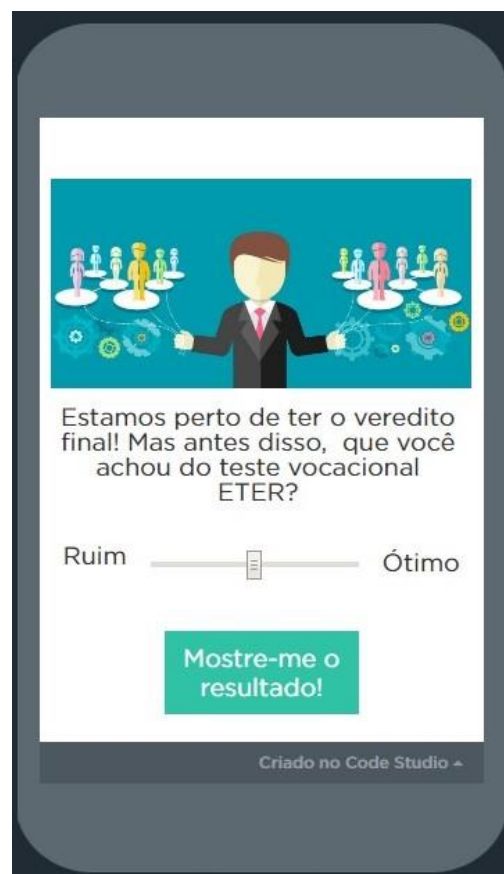 Estamos perto de ter o veredito
final! Mas antes disso,  que você
achou do teste vocacional
ETER?
Ruim
Ótimo
Mostre-me o
resultado!
Criado no Code Studio